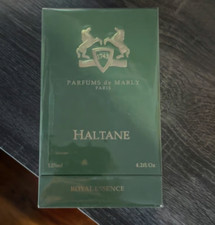 PARFUMS de MARLY
PARIS
HALTANE
125ml 4.2fl Oz
ROYAL ESSENCE